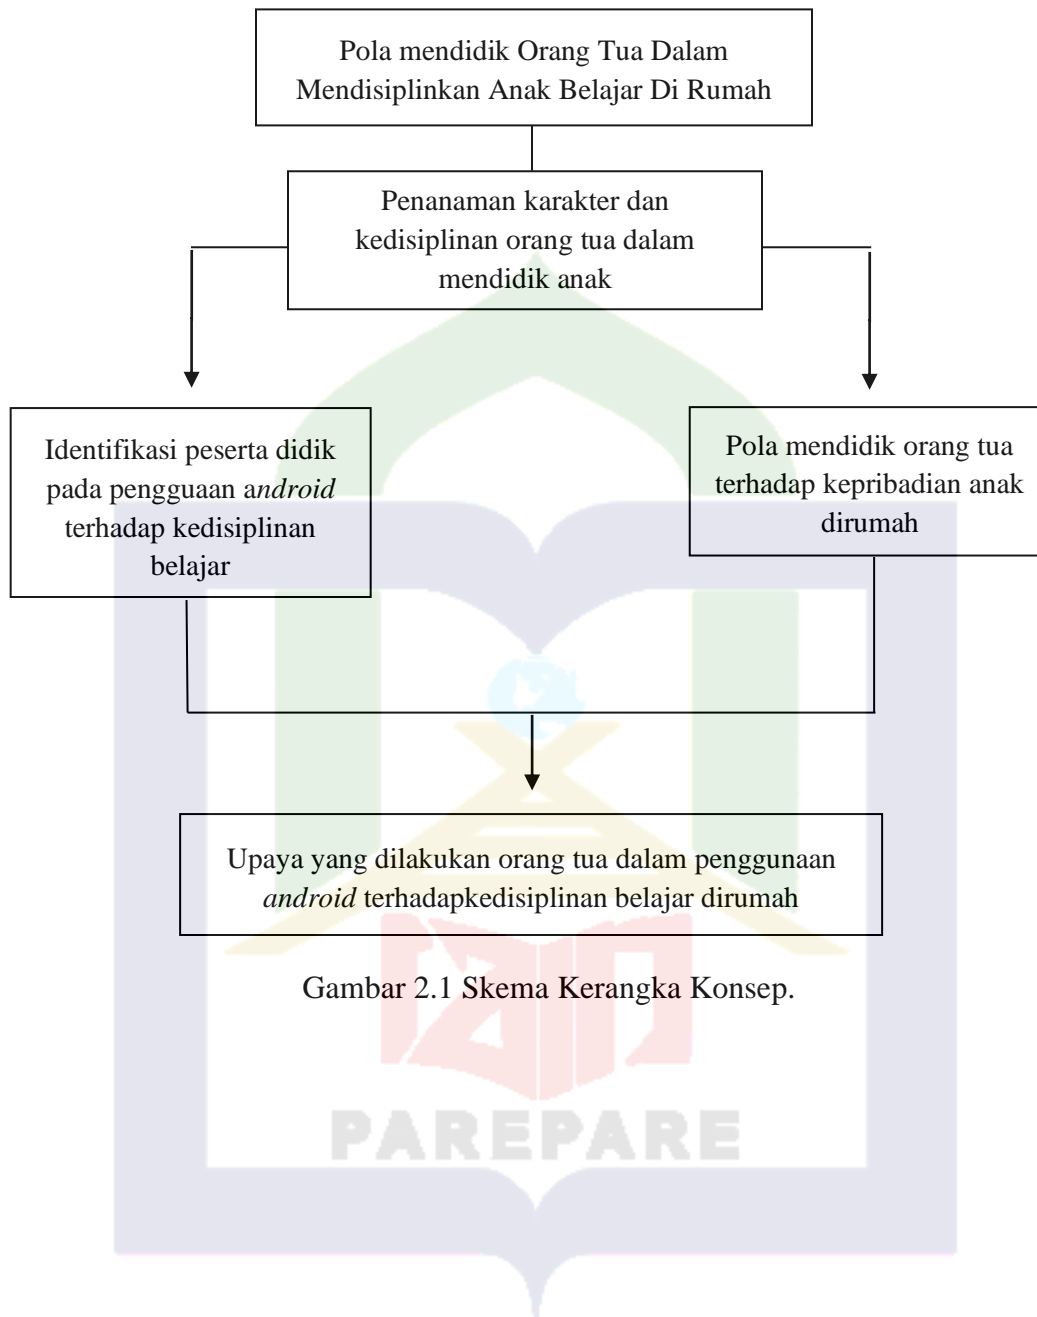 Pola mendidik Orang Tua Dalam
Mendisiplinkan Anak Belajar Di Rumah
Penanaman karakter dan
kedisiplinan orang tua dalam
mendidik anak
Identifikasi peserta didik
pada pengguaan android
terhadap kedisiplinan
belajar
Pola mendidik orang tua
terhadap kepribadian anak
dirumah
Upaya yang dilakukan orang tua dalam penggunaan
android terhadapkedisiplinan belajar dirumah
Gambar 2.1 Skema Kerangka Konsep.
PAREPARE